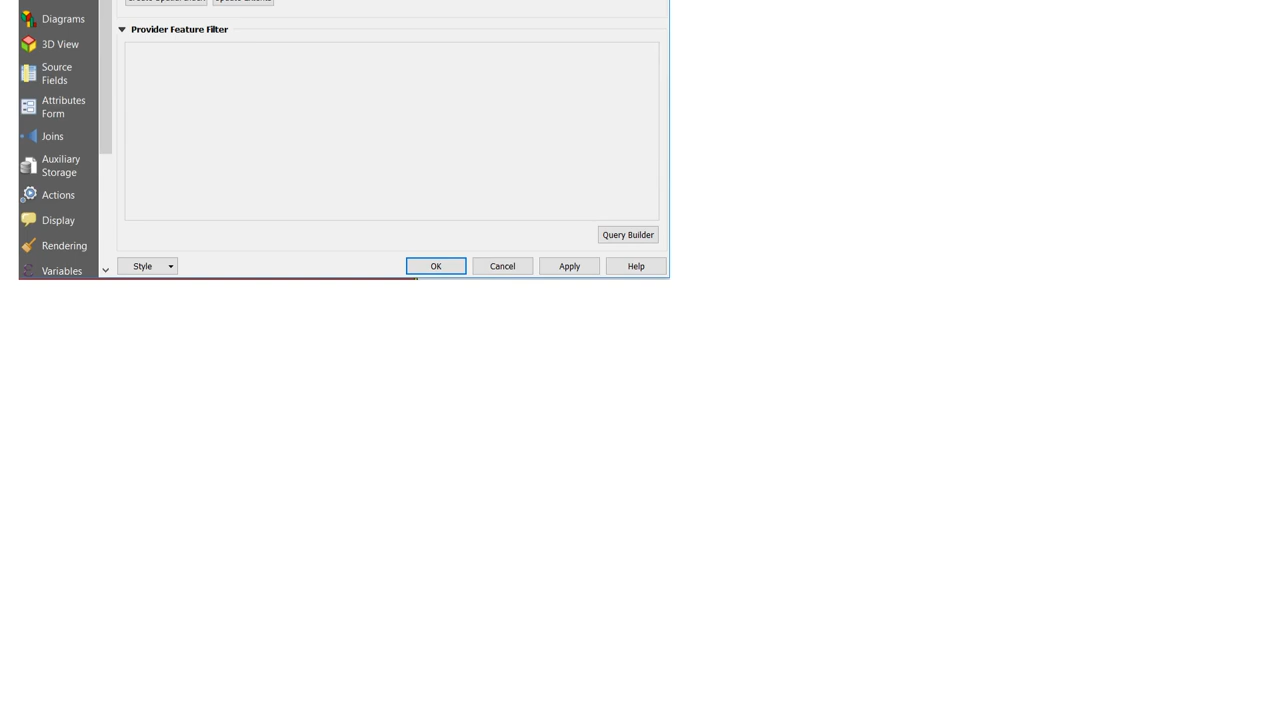 Diagrams
Provider Feature Filter
3D View
Source
Fields
Attributes
Form
Joins
Auxiliary
Storage
Actions
Display
Rendering
Variables
Query Builder
Style
OK
Cancel
Apply
Help